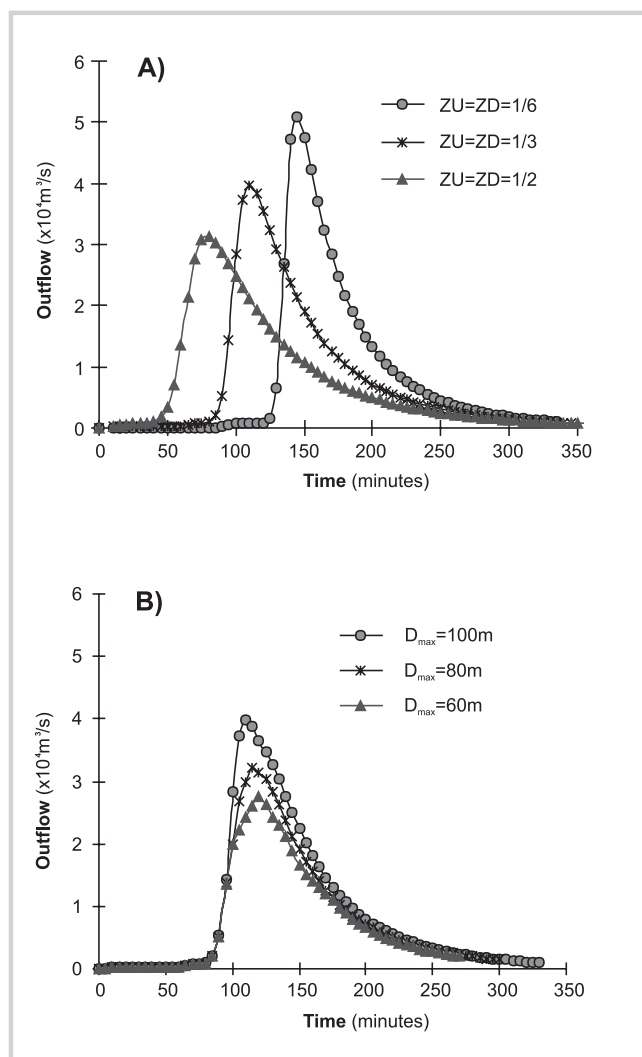 A)
6
5
4
3
2
1
0
Outflow (x10⁴m³/s)
ZU=ZD=1/6
ZU=ZD=1/3
ZU=ZD=1/2
0 50 100 150 200 250 300 350
Time (minutes)
B)
6
5
4
3
2
1
0
Outflow (x10⁴m³/s)
Dmax=100m
Dmax=80m
Dmax=60m
0 50 100 150 200 250 300 350
Time (minutes)